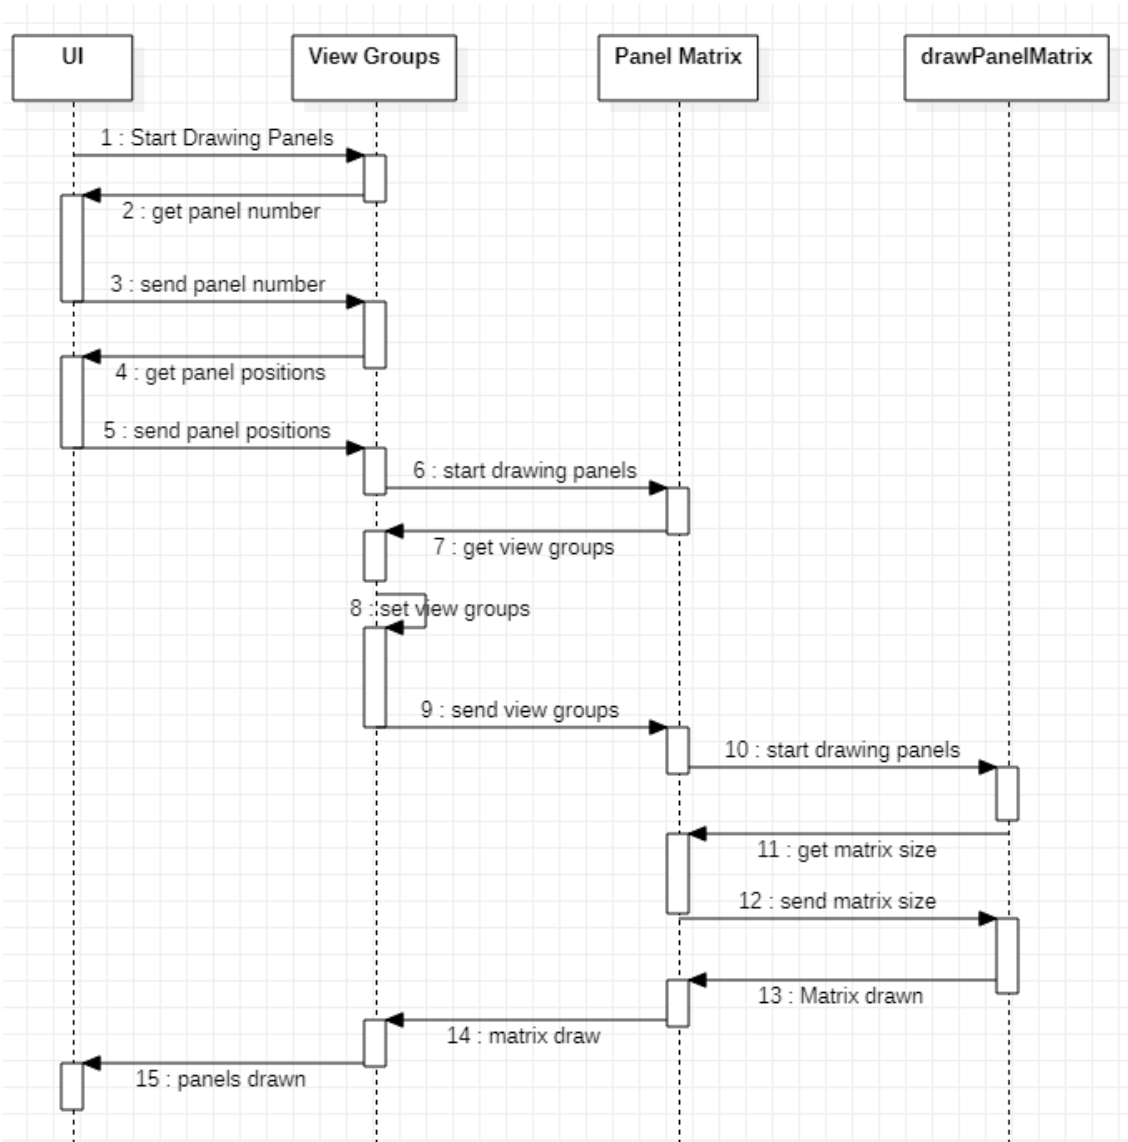 UI
View Groups
Panel Matrix
drawPanelMatrix
1 : Start Drawing Panels
2 : get panel number
3 : send panel number
4 : get panel positions
5 : send panel positions
6 : start drawing panels
7 : get view groups
8 : set view groups
9 : send view groups
10 : start drawing panels
11 : get matrix size
12 : send matrix size
13 : Matrix drawn
14 : matrix draw
15 : panels drawn